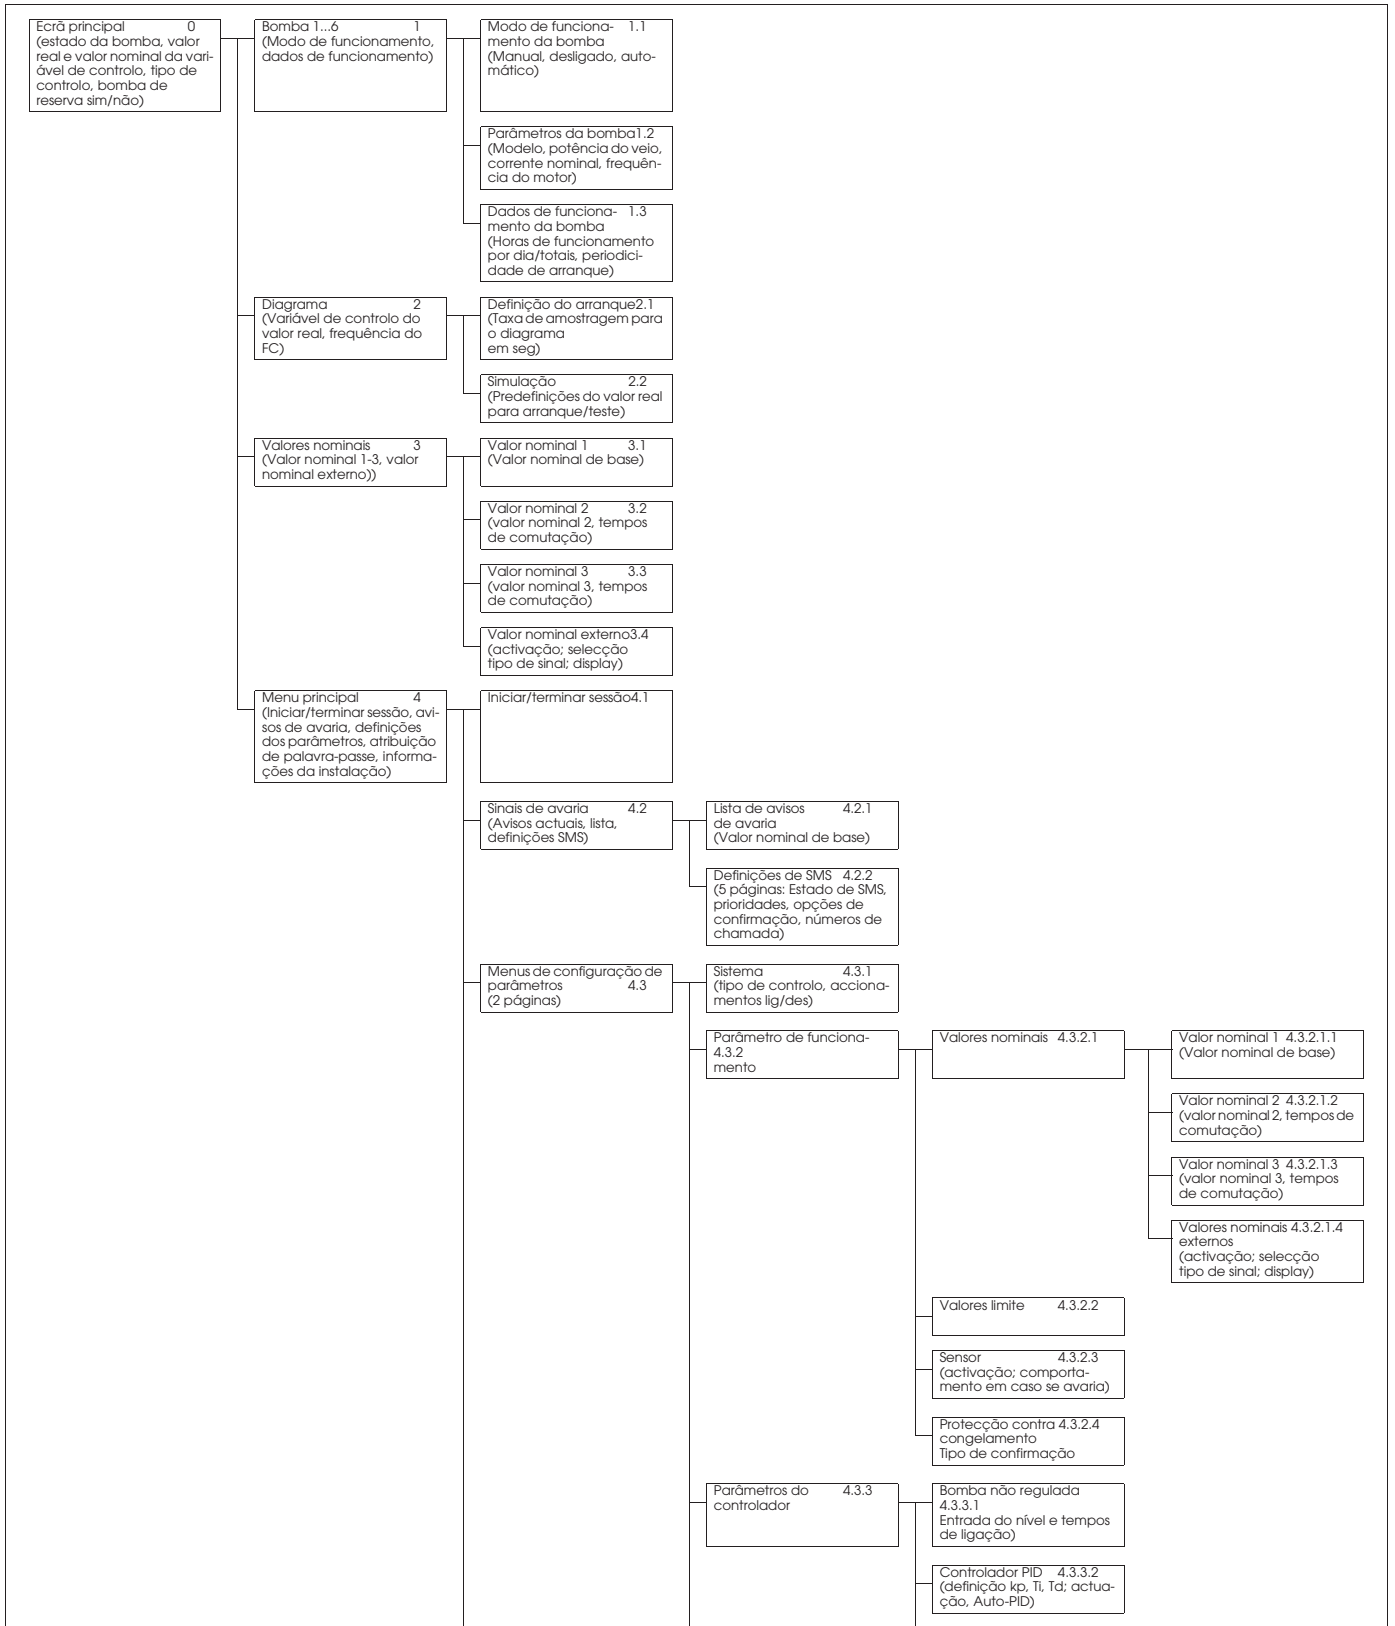 Ecrã principal 0
(estado da bomba, valor
real e valor nominal da vari-
ável de controlo, tipo de
controlo, bomba de
reserva sim/não)
Bomba 1...6 1
(Modo de funcionamento,
dados de funcionamento)
Modo de funciona- 1.1
mento da bomba
(Manual, desligado, auto-
mático)
Parâmetros da bomba1.2
(Modelo, potência do veio,
corrente nominal, frequên-
cia do motor)
Dados de funciona- 1.3
mento da bomba
(Horas de funcionamento
por dia/totais, periodici-
dade de arranque)
Diagrama 2
(Variável de controlo do
valor real, frequência do
FC)
Definição do arranque2.1
(Taxa de amostragem para
o diagrama
em seg)
Simulação 2.2
(Predefinições do valor real
para arranque/teste)
Valores nominais 3
(Valor nominal 1-3, valor
nominal externo))
Valor nominal 1 3.1
(Valor nominal de base)
Valor nominal 2 3.2
(valor nominal 2, tempos
de comutação)
Valor nominal 3 3.3
(valor nominal 3, tempos
de comutação)
Valor nominal externo3.4
(activação; selecção
tipo de sinal; display)
Menu principal 4
(Iniciar/terminar sessão, avi-
sos de avaria, definições
dos parâmetros, atribuição
de palavra-passe, informa-
ções da instalação)
Iniciar/terminar sessão4.1
Sinais de avaria 4.2
(Avisos actuais, lista,
definições SMS)
Lista de avisos 4.2.1
de avaria
(Valor nominal de base)
Definições de SMS 4.2.2
(5 páginas: Estado de SMS,
prioridades, opções de
confirmação, números de
chamada)
Menus de configuração de
parâmetros 4.3
(2 páginas)
Sistema 4.3.1
(tipo de controlo, acciona-
mentos lig/des)
Parâmetro de funciona-
4.3.2
mento
Valores nominais 4.3.2.1
Valor nominal 1 4.3.2.1.1
(Valor nominal de base)
Valor nominal 2 4.3.2.1.2
(valor nominal 2, tempos de
comutação)
Valor nominal 3 4.3.2.1.3
(valor nominal 3, tempos
de comutação)
Valores nominais 4.3.2.1.4
externos
(activação; selecção
tipo de sinal; display)
Valores limite 4.3.2.2
Sensor 4.3.2.3
(activação; comporta-
mento em caso se avaria)
Protecção contra 4.3.2.4
congelamento
Tipo de confirmação
Parâmetros do 4.3.3
controlador
Bomba não regulada
4.3.3.1
Entrada do nível e tempos
de ligação)
Controlador PID 4.3.3.2
(definição kp, Ti, Td; actua-
ção, Auto-PID)